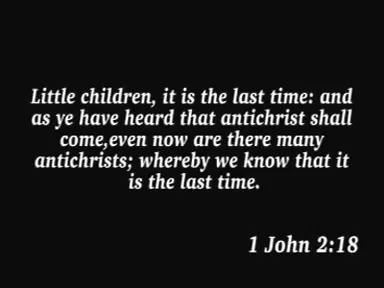 Little children, it is the last time: and
as ye have heard that antichrist shall
come,even now are there many
antichrists; whereby we know that it
is the last time.
1 John 2:18